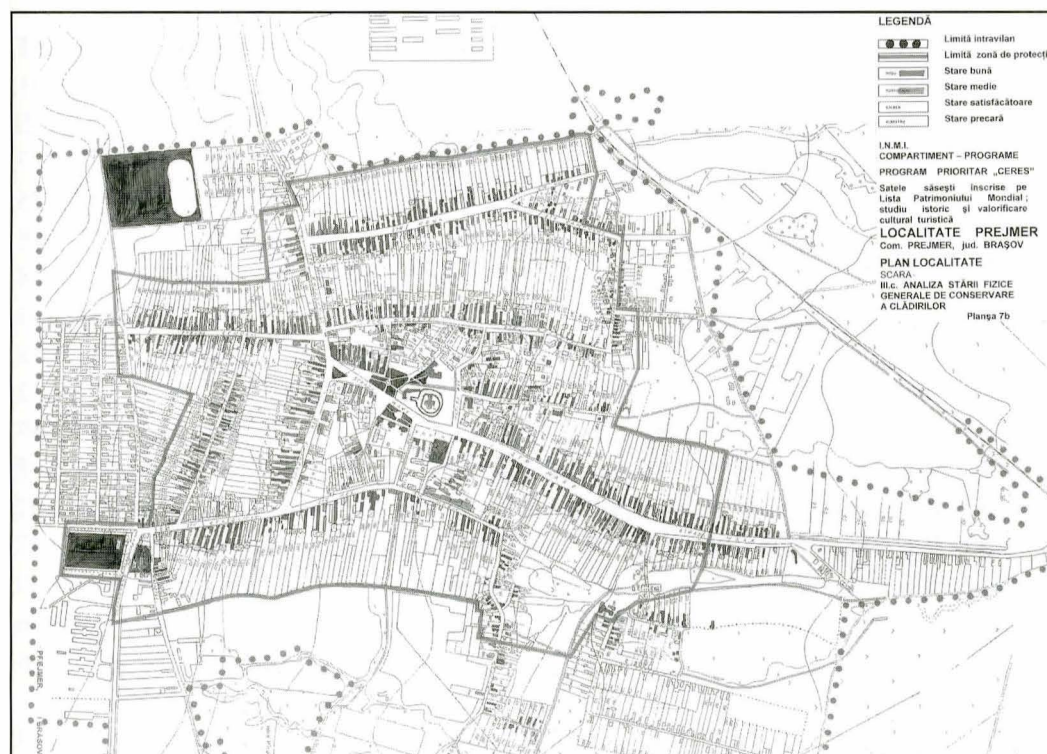 LEGENDĂ
Limită intravilan
Limită zonă de protecți
Stare bună
Stare medie
Stare satisfăcătoare
Stare precară
I.N.M.I.
COMPARTIMENT – PROGRAME
PROGRAM PRIORITAR „CERES"
Satele săsești înscrise pe
Lista Patrimoniului Mondial;
studiu istoric și valorificare
cultural turistică
LOCALITATE PREJMER
Com. PREJMER, jud. BRAȘOV
PLAN LOCALITATE
SCARA
III.c. ANALIZA STĂRII FIZICE
GENERALE DE CONSERVARE
A CLĂDIRILOR
Planșa 7b
PREJMER